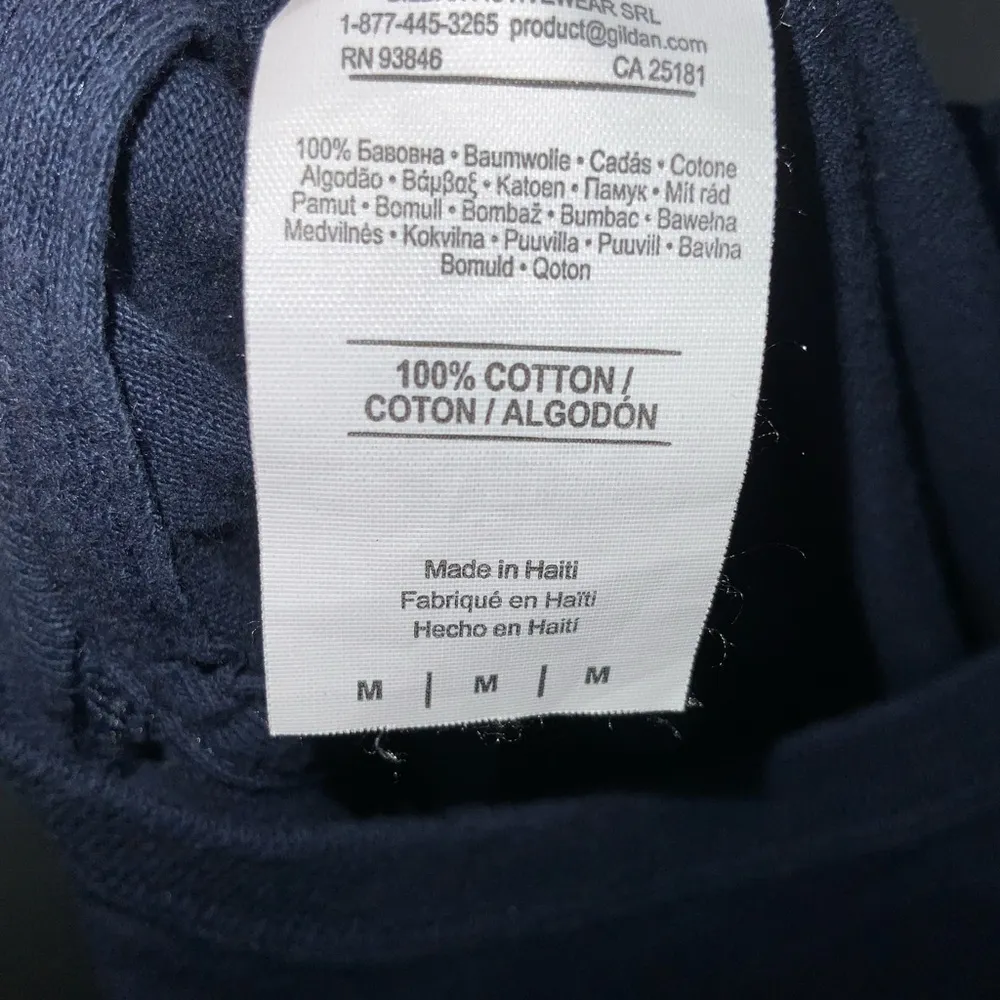 SRL
1-877-445-3265 product@gildan.com
RN 93846 CA 25181
100% Бавовна • Baumwolle • Cadás • Cotone
Algodão • Βάμβαξ • Katoen • Памук • Mit rád
Pamut • Bomull • Bombaž • Bumbac • Bawełna
Medvilnės • Kokvilna • Puuvilla • Puuvill • Bavlna
Bomuld • Qoton
100% COTTON /
COTON / ALGODÓN
Made in Haiti
Fabriqué en Haïti
Hecho en Haití
M | M | M